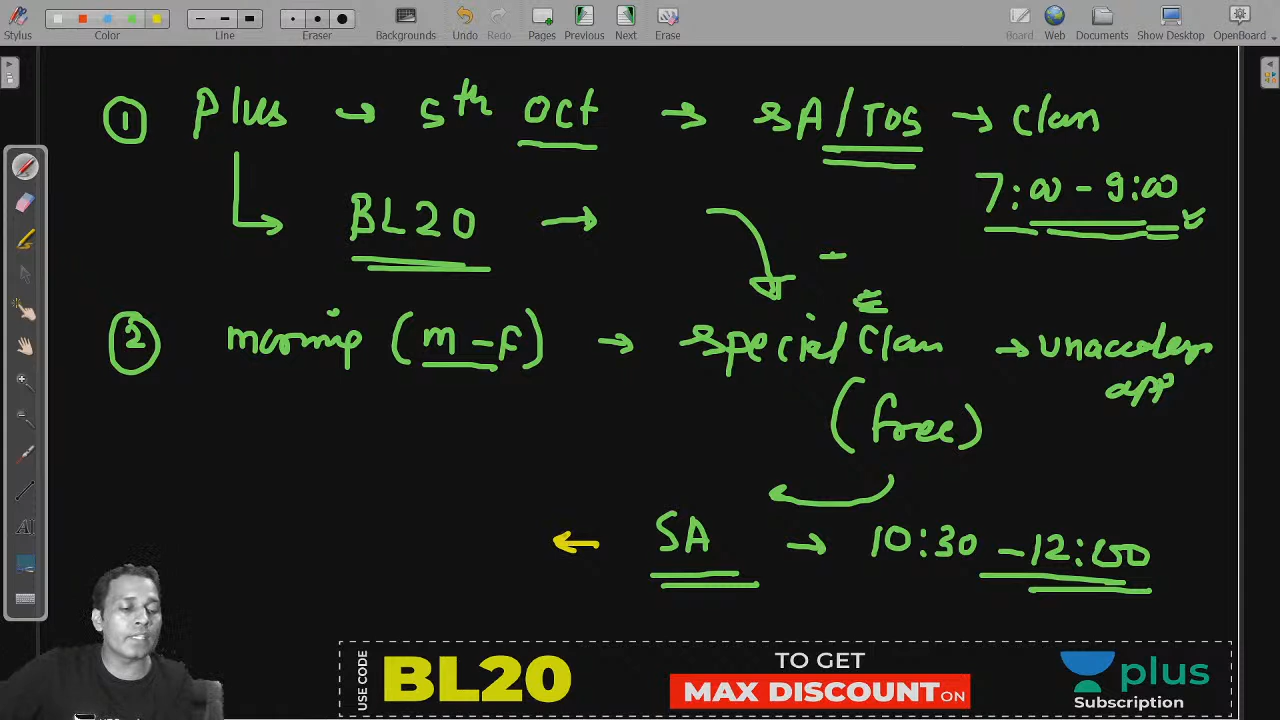 Stylus
Color
Line
Eraser
Backgrounds
Undo
Redo
Pages
Previous
Next
Erase
Board
Web
Documents
Show Desktop
OpenBoard
① Plus → 5th Oct → SA/TOS → Class
7:00 - 9:00
BL20 →
② morning (M-F) → Special Class →
app
(free)
SA → 10:30 - 12:00
USE CODE
BL20
TO GET
MAX DISCOUNT ON
plus
Subscription